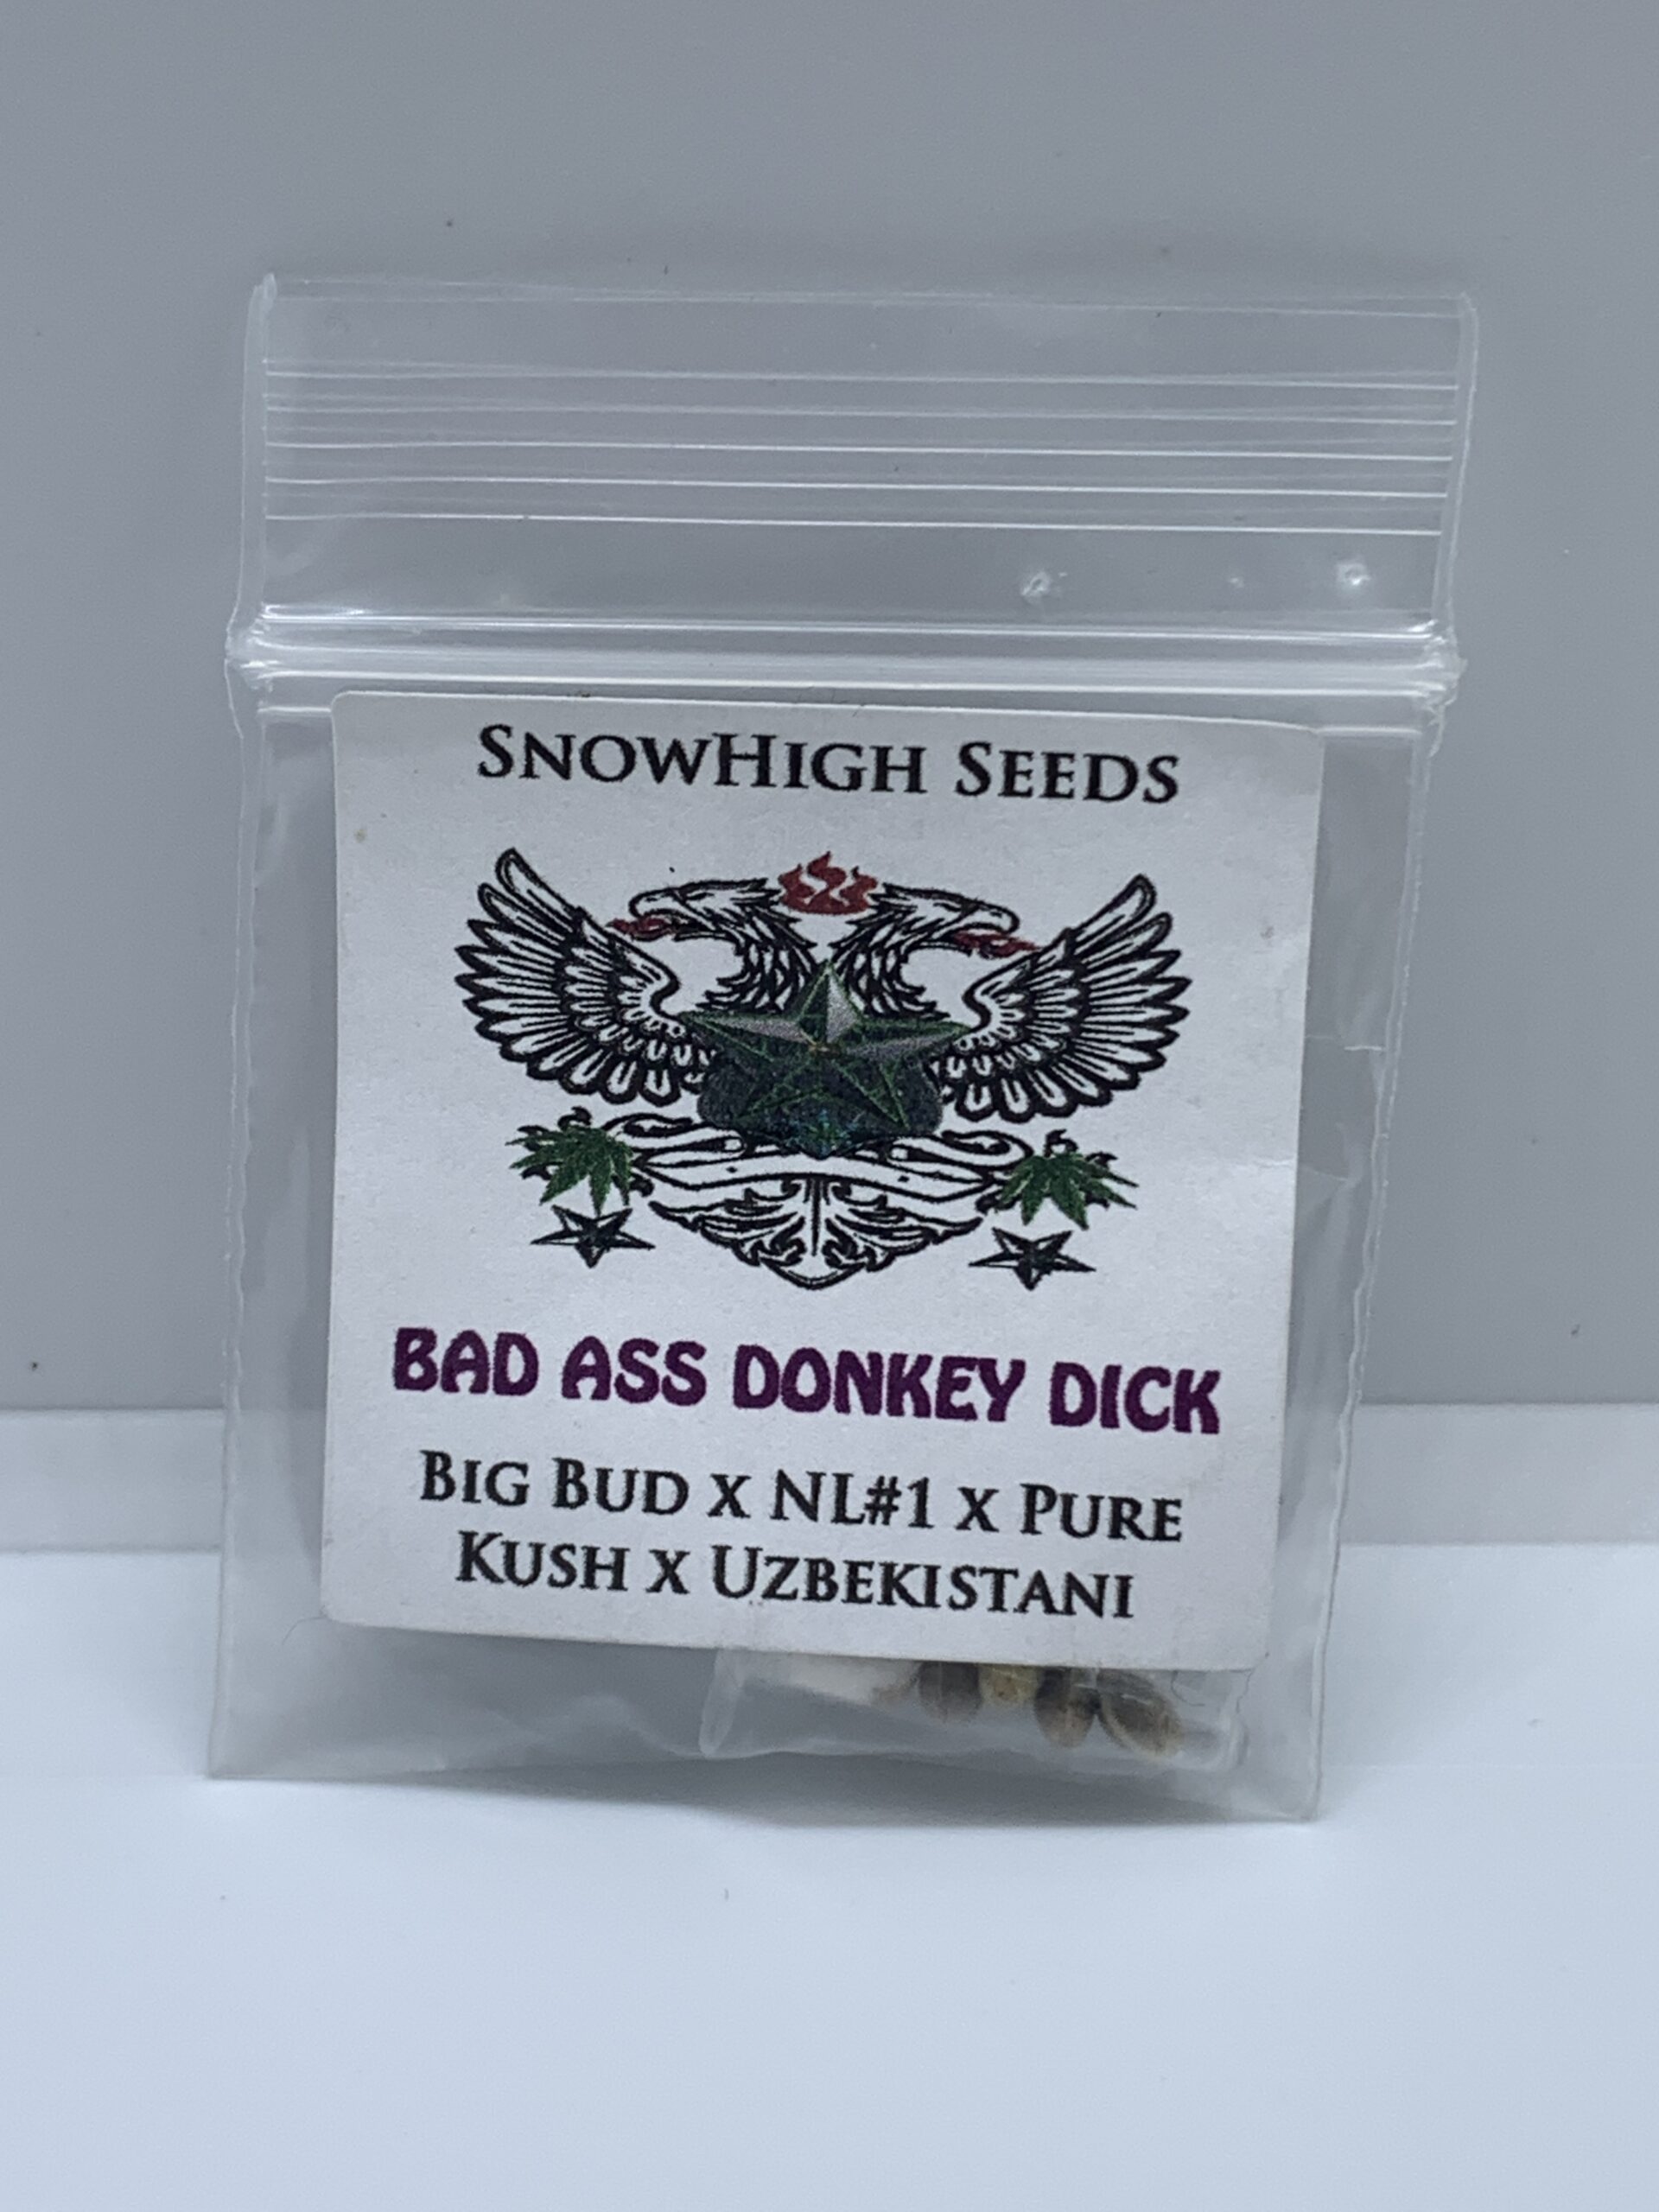 SnowHigh Seeds
BAD ASS DONKEY DICK
Big Bud x NL#1 x Pure
Kush x Uzbekistani